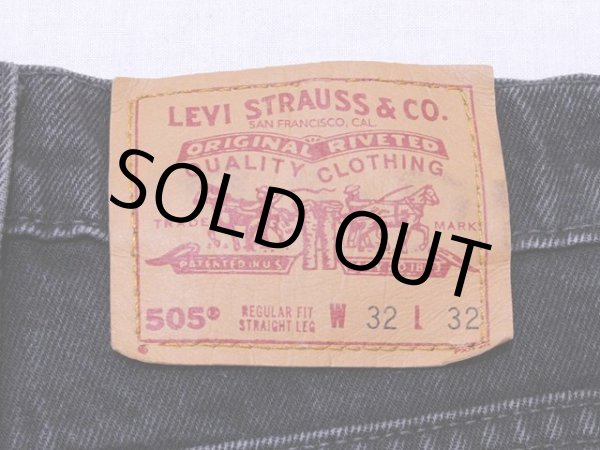 LEVI STRAUSS & CO.
SAN FRANCISCO, CAL.
ORIGINAL RIVETED
QUALITY CLOTHING
SOLD OUT
TRADE MARK
PATENTED IN U.S.
505® REGULAR FIT STRAIGHT LEG W 32 L 32